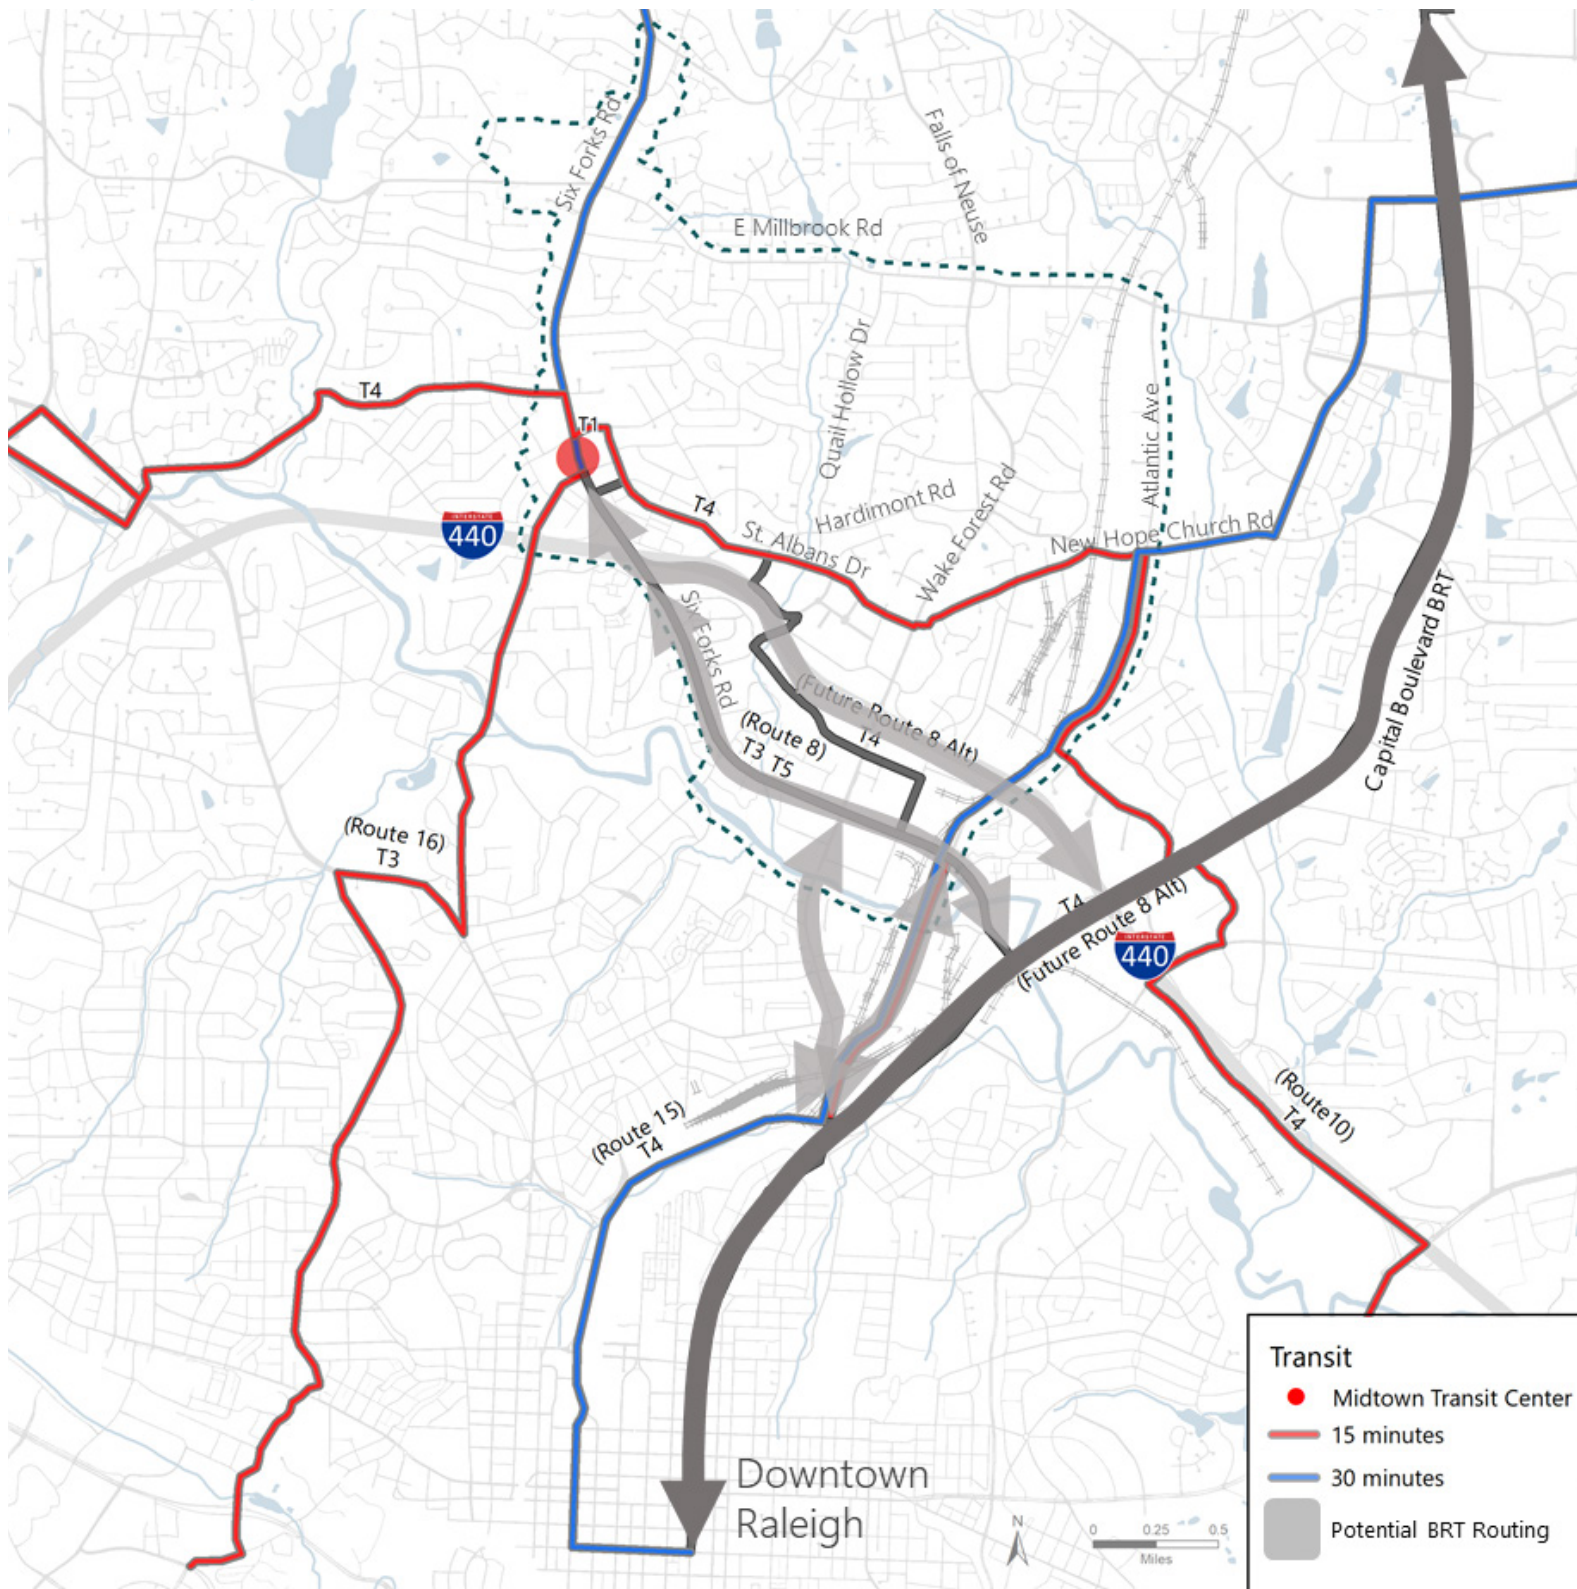 Six Forks Rd
Falls of Neuse
E Millbrook Rd
T4
T1
Quail Hollow Dr
Atlantic Ave
INTERSTATE
440
T4
Hardimont Rd
Wake Forest Rd
St. Albans Dr
New Hope Church Rd
Six Forks Rd
Capital Boulevard BRT
(Future Route 8 Alt)
T4
(Route 8)
T3 T5
(Route 16)
T3
T4
(Future Route 8 Alt)
INTERSTATE
440
(Route 15)
T4
(Route10)
T4
Downtown
Raleigh
N
0 0.25 0.5
Miles
Transit
Midtown Transit Center
15 minutes
30 minutes
Potential BRT Routing